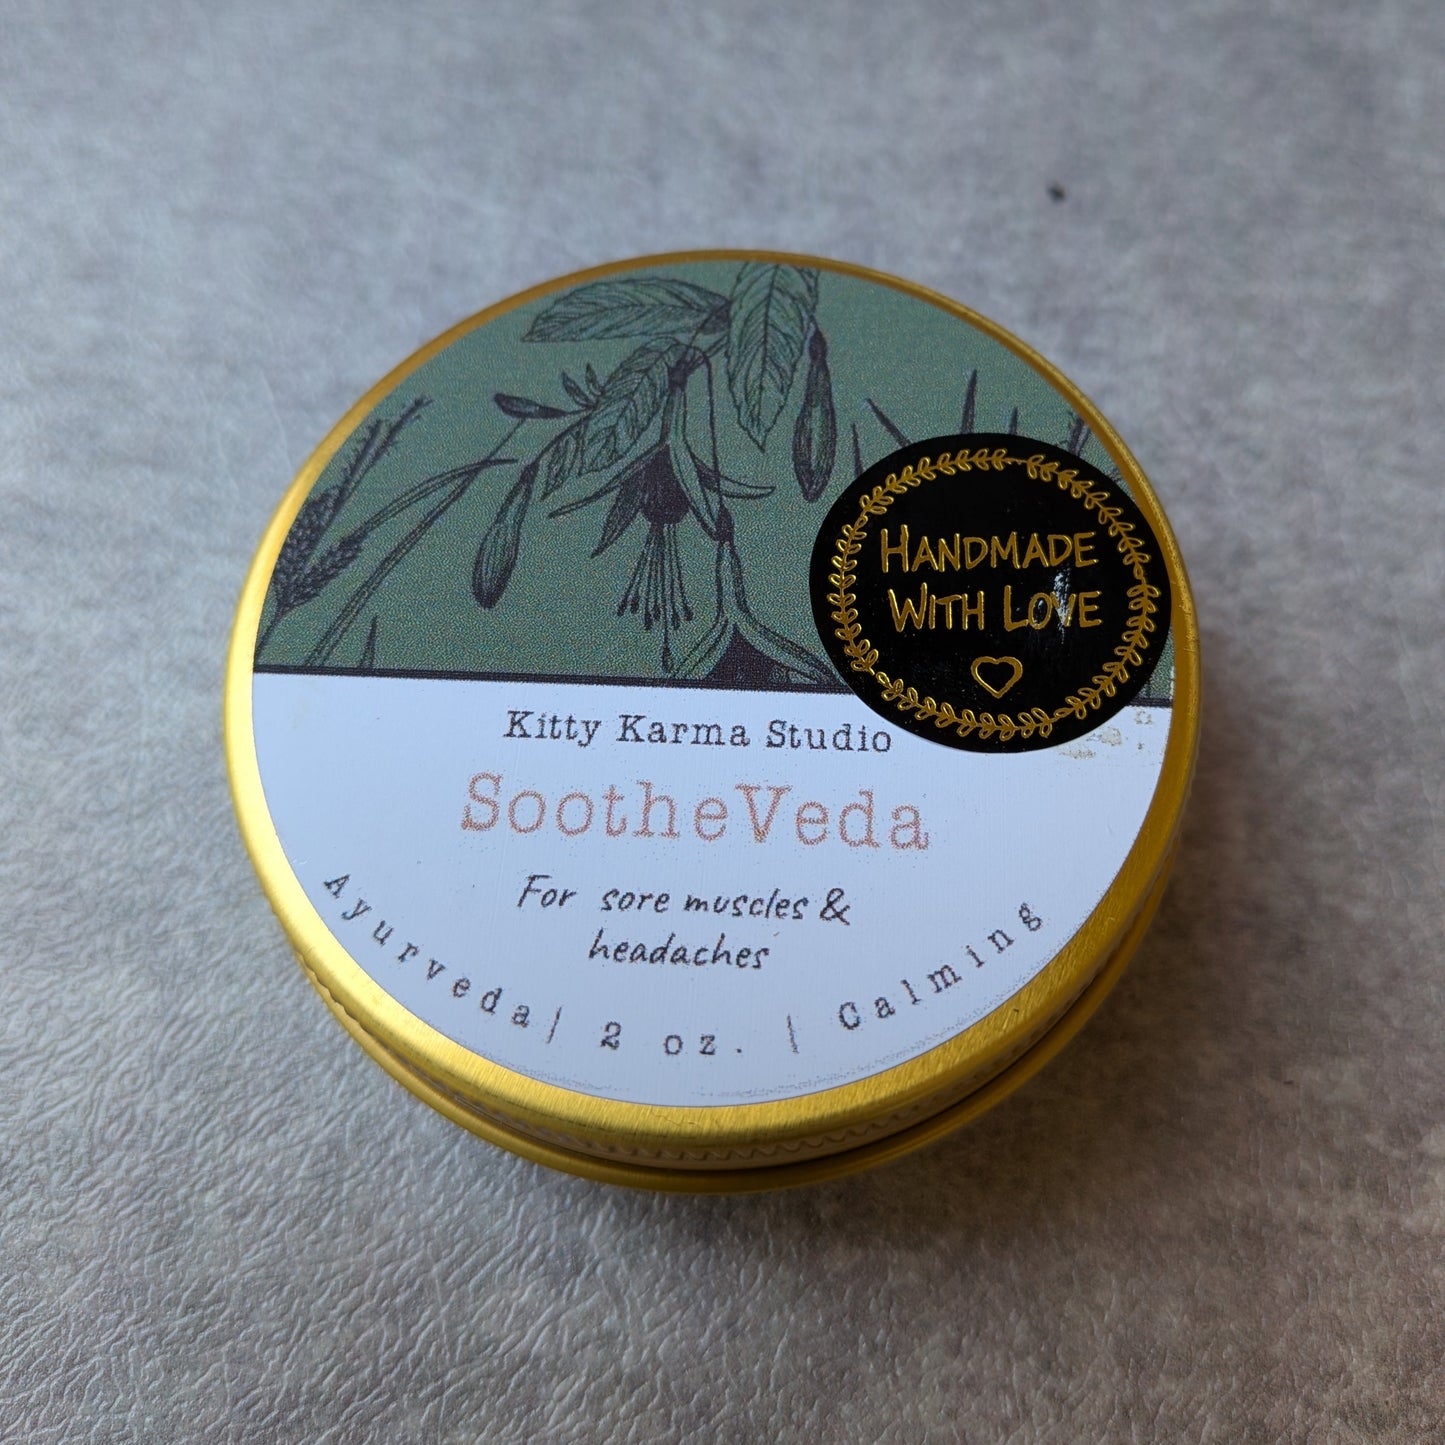 HANDMADE
WITH LOVE
Kitty Karma Studio
SootheVeda
For sore muscles &
headaches
Ayurveda| 2 oz. | Calming